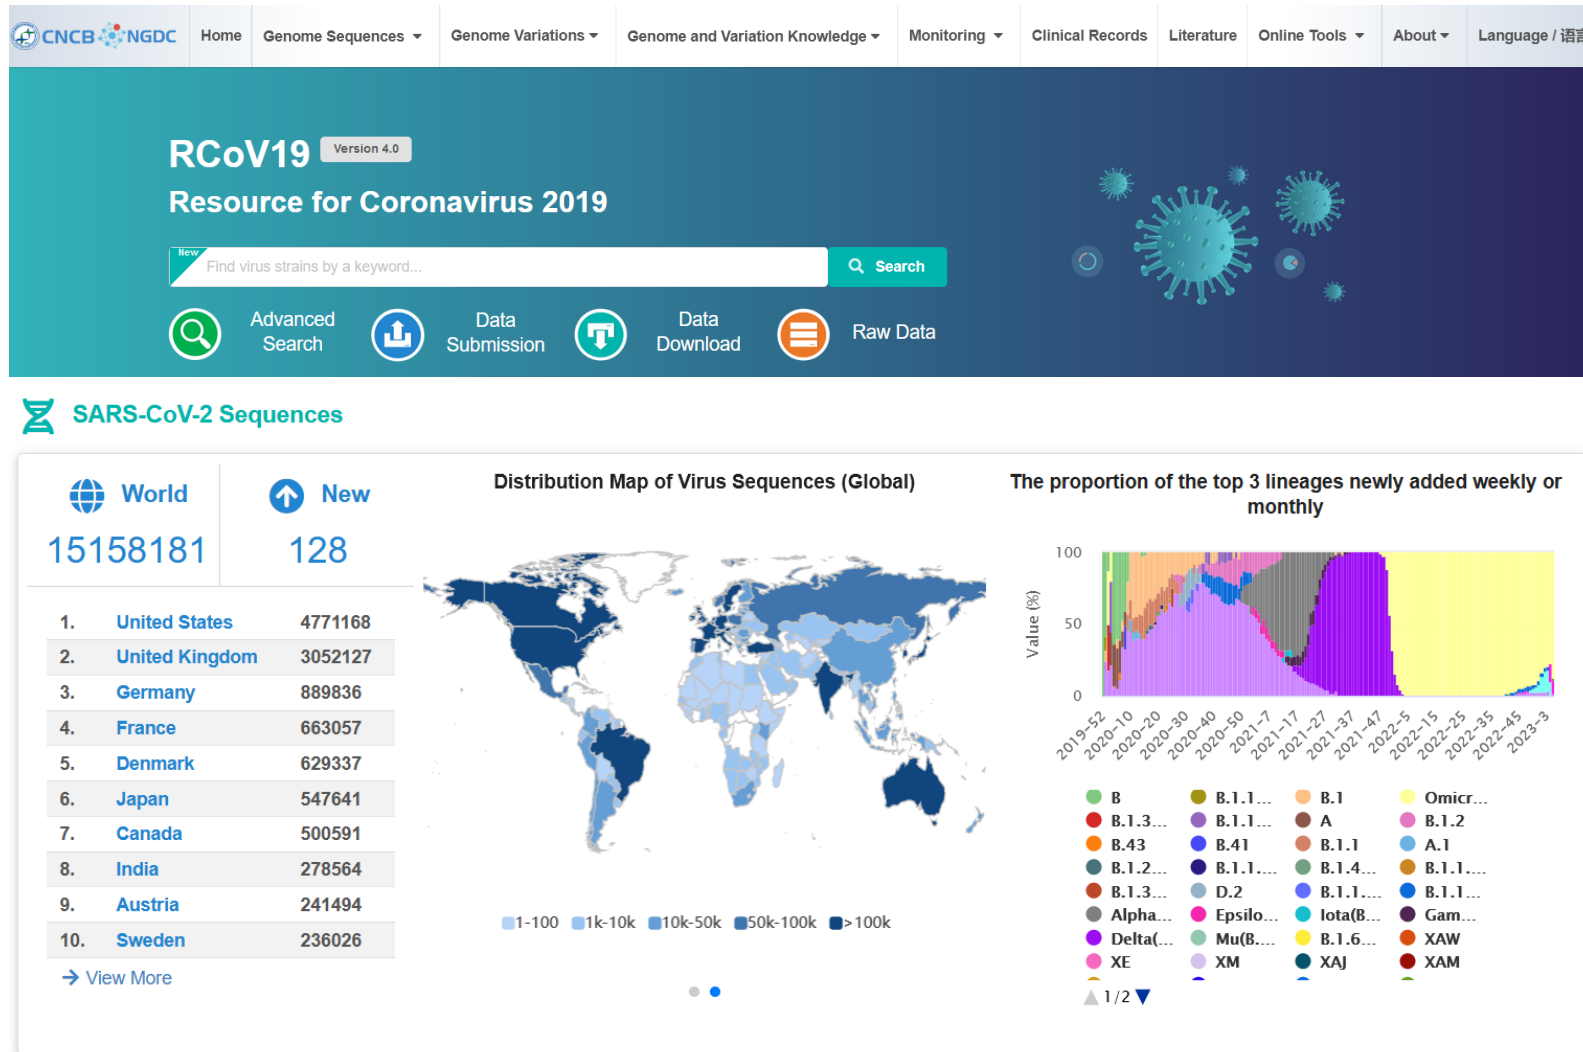 CNCB NGDC Home Genome Sequences Genome Variations Genome and Variation Knowledge Monitoring Clinical Records Literature Online Tools About Language / 语言
RCoV19 Version 4.0
Resource for Coronavirus 2019
New
Find virus strains by a keyword...
Search
Advanced Search
Data Submission
Data Download
Raw Data
SARS-CoV-2 Sequences
World
15158181
New
128
1. United States 4771168
2. United Kingdom 3052127
3. Germany 889836
4. France 663057
5. Denmark 629337
6. Japan 547641
7. Canada 500591
8. India 278564
9. Austria 241494
10. Sweden 236026
View More
Distribution Map of Virus Sequences (Global)
1-100 1k-10k 10k-50k 50k-100k >100k
The proportion of the top 3 lineages newly added weekly or
monthly
Value (%)
100
50
0
2019-52 2020-10 2020-20 2020-30 2020-40 2020-50 2021-7 2021-17 2021-27 2021-37 2021-47 2022-5 2022-15 2022-25 2022-35 2022-45 2023-3
B B.1.1... B.1 Omicr...
B.1.3... B.1.1... A B.1.2
B.43 B.41 B.1.1 A.1
B.1.2... B.1.1.... B.1.4... B.1.1....
B.1.3... D.2 B.1.1.... B.1.1...
Alpha... Epsilo... Iota(B... Gam...
Delta(... Mu(B.... B.1.6... XAW
XE XM XAJ XAM
1/2